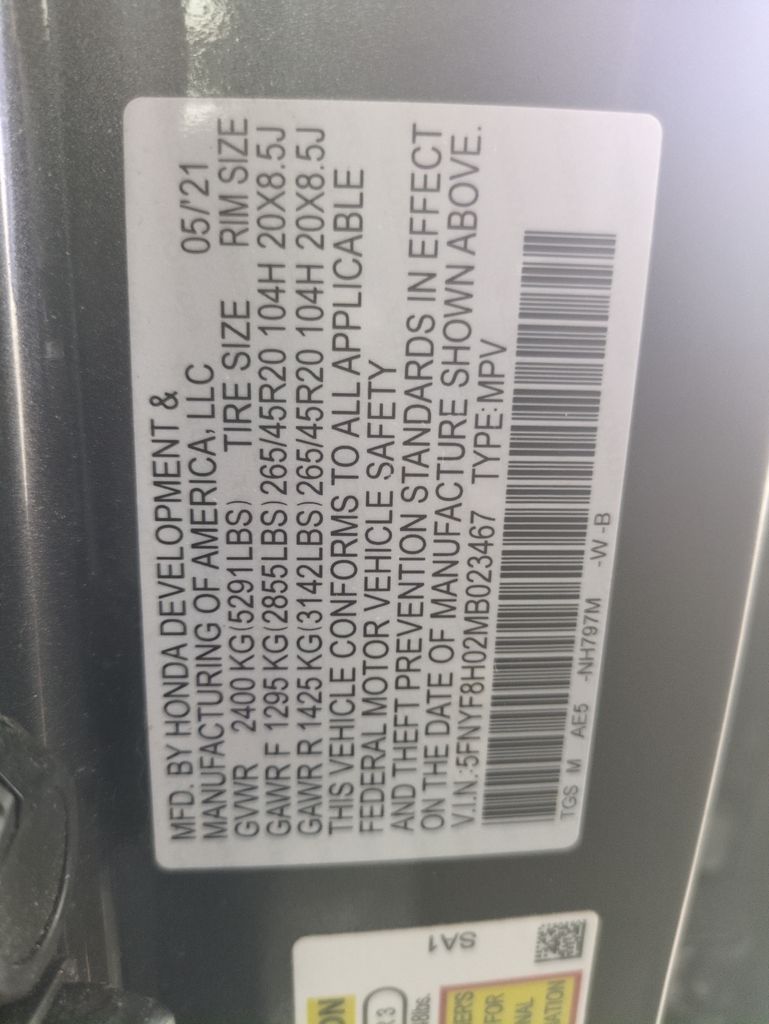 MFD. BY HONDA DEVELOPMENT &
MANUFACTURING OF AMERICA, LLC 05/'21
GVWR 2400 KG(5291LBS) TIRE SIZE RIM SIZE
GAWR F 1295 KG(2855LBS) 265/45R20 104H 20X8.5J
GAWR R 1425 KG(3142LBS) 265/45R20 104H 20X8.5J
THIS VEHICLE CONFORMS TO ALL APPLICABLE
FEDERAL MOTOR VEHICLE SAFETY
AND THEFT PREVENTION STANDARDS IN EFFECT
ON THE DATE OF MANUFACTURE SHOWN ABOVE.
V.I.N.:5FNYF8H02MB023467 TYPE:MPV
TGS M AE5 -NH797M -W -B
SA1
3
lbs.
FOR